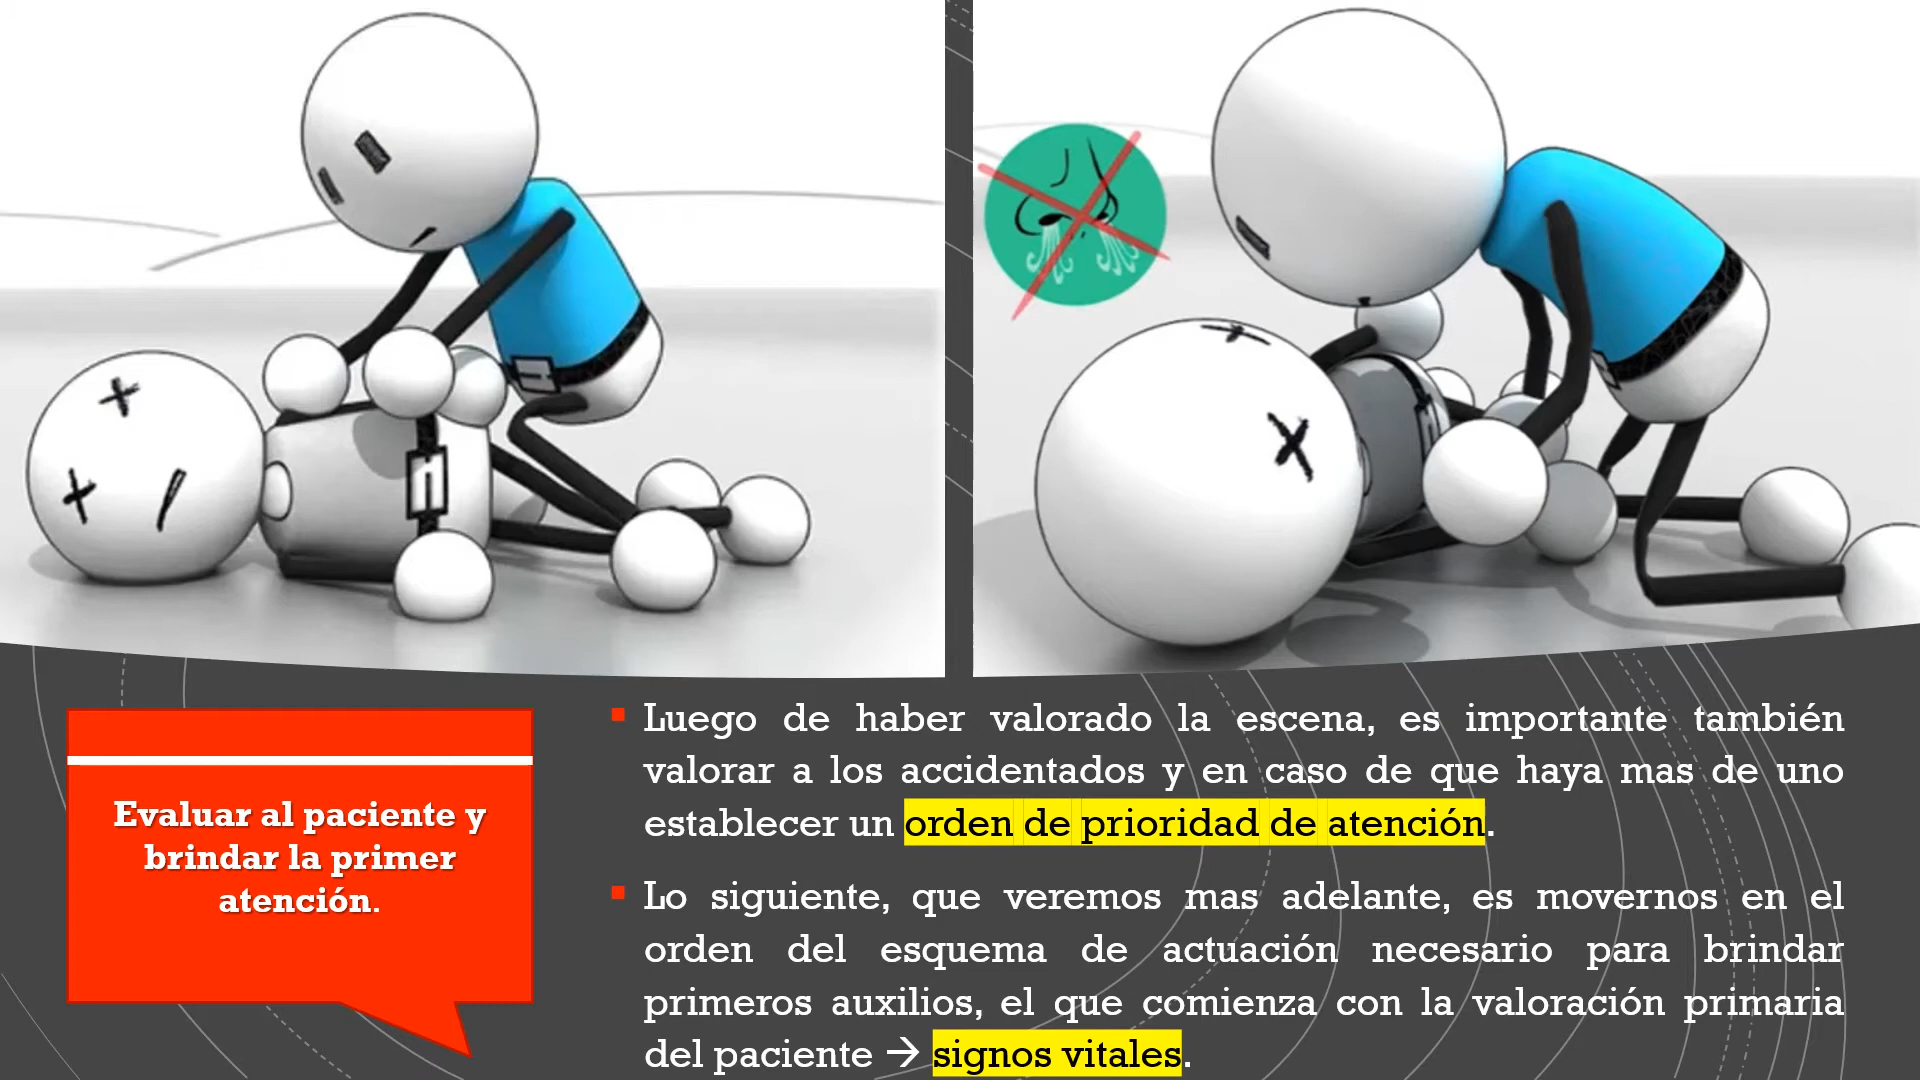 Evaluar al paciente y
brindar la primer
atención.
Luego de haber valorado la escena, es importante también
valorar a los accidentados y en caso de que haya mas de uno
establecer un orden de prioridad de atención.
Lo siguiente, que veremos mas adelante, es movernos en el
orden del esquema de actuación necesario para brindar
primeros auxilios, el que comienza con la valoración primaria
del paciente → signos vitales.